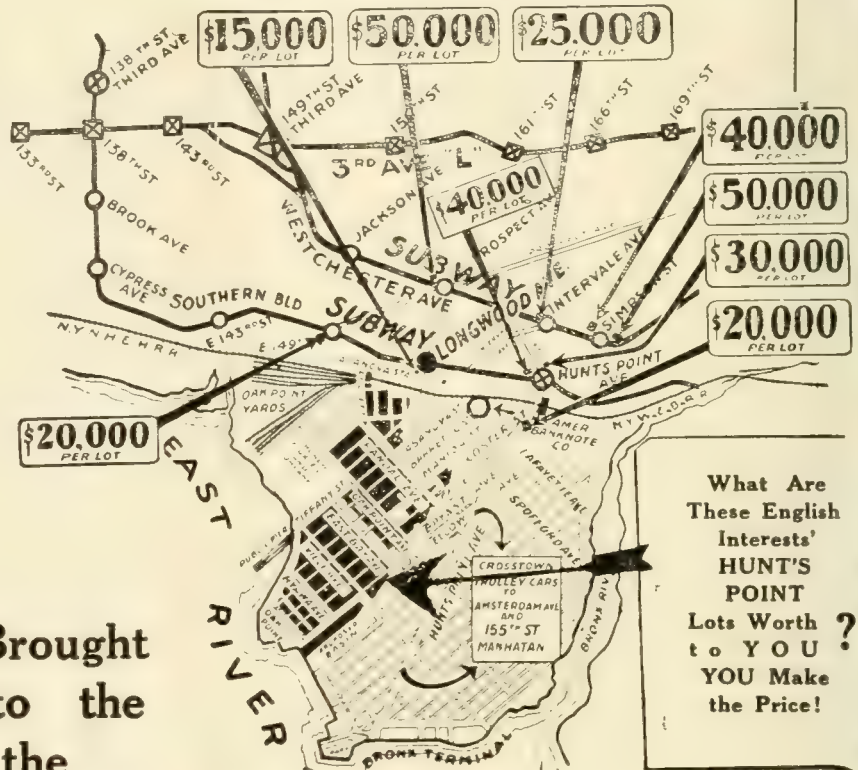 $15,000
PER LOT
$50,000
PER LOT
$25,000
PER LOT
138TH ST
THIRD AVE
149TH ST
THIRD AVE
161ST ST
166TH ST
169TH ST
133RD ST
138TH ST
143RD ST
3RD AVE "L"
$40,000
PER LOT
$40,000
PER LOT
$50,000
PER LOT
$30,000
PER LOT
$20,000
PER LOT
BROOK AVE
CYPRESS
AVE
WESTCHESTER AVE
JACKSON AVE
SUBWAY
INTERVALE AVE
SIMPSON ST
SOUTHERN BLD
E 143RD ST
E 149
SUBWAY
LONGWOOD AVE
HUNTS POINT
AVE
OAK POINT
YARDS
AMER
BANKNOTE
CO
LAFAYETTE AVE
SPOFFORD AVE
TIFFANT ST
HUNTS POINT AVE
OAK
POINT
$20,000
PER LOT
EAST
RIVER
BRONX RIV
CROSSTOWN
TROLLEY CARS
TO
AMSTERDAM AVE
AND
155TH ST
MANHATAN
BRONX TERMINAL
What Are
These English
Interests'
HUNT'S
POINT
Lots Worth
to YOU ?
YOU Make
the Price!
Brought
to the
the